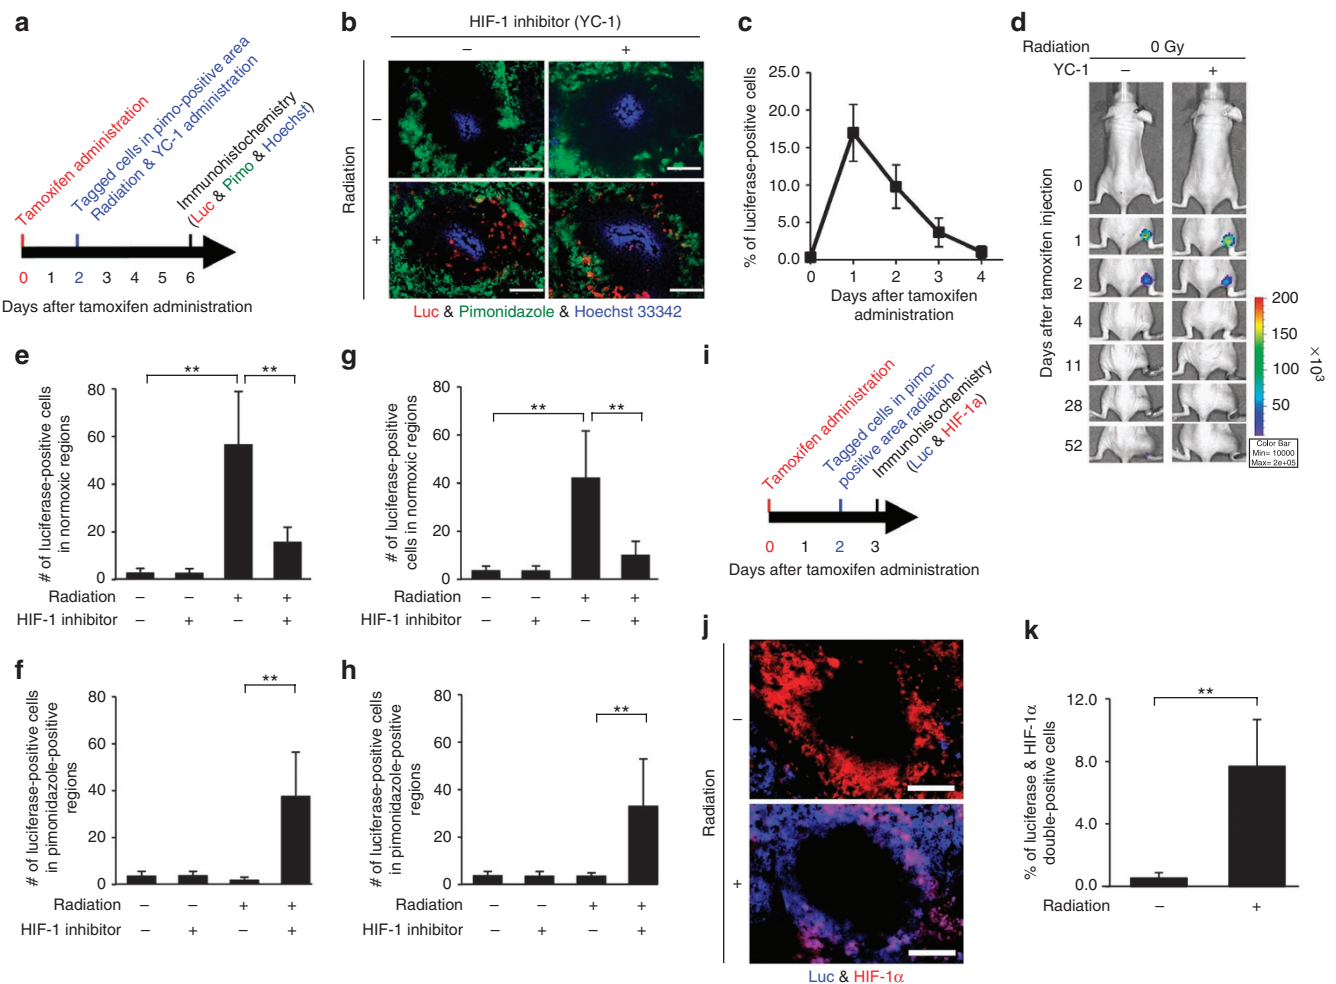 a
Tamoxifen administration
Tagged cells in pimo-positive area
Radiation & YC-1 administration
Immunohistochemistry
(Luc & Pimo & Hoechst)
0 1 2 3 4 5 6
Days after tamoxifen administration
b
HIF-1 inhibitor (YC-1)
– +
Radiation
–
+
Luc & Pimonidazole & Hoechst 33342
c
% of luciferase-positive cells
25.0
20.0
15.0
10.0
5.0
0.0
0 1 2 3 4
Days after tamoxifen
administration
d
Radiation 0 Gy
YC-1 – +
Days after tamoxifen injection
0
1
2
4
11
28
52
200
150
100
50
×10³
Color Bar
Min= 10000
Max= 2e+05
e
# of luciferase-positive cells
in normoxic regions
80
60
40
20
0
** **
Radiation – – + +
HIF-1 inhibitor – + – +
g
# of luciferase-positive
cells in normoxic regions
80
60
40
20
0
** **
Radiation – – + +
HIF-1 inhibitor – + – +
i
Tamoxifen administration
Tagged cells in pimo-
positive area radiation
Immunohistochemistry
(Luc & HIF-1a)
0 1 2 3
Days after tamoxifen administration
f
# of luciferase-positive cells
in pimonidazole-positive
regions
80
60
40
20
0
**
Radiation – – + +
HIF-1 inhibitor – + – +
h
# of luciferase-positive cells
in pimonidazole-positive
regions
80
60
40
20
0
**
Radiation – – + +
HIF-1 inhibitor – + – +
j
Radiation
–
+
Luc & HIF-1α
k
% of luciferase & HIF-1α
double-positive cells
12.0
8.0
4.0
0.0
**
Radiation – +